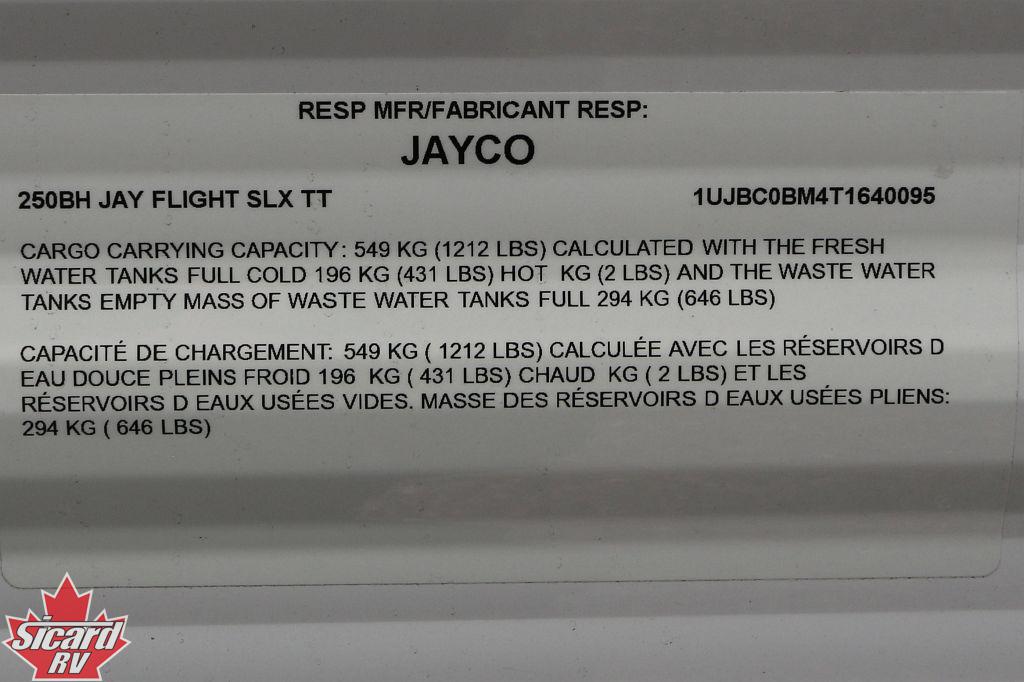 RESP MFR/FABRICANT RESP:
JAYCO
250BH JAY FLIGHT SLX TT 1UJBC0BM4T1640095
CARGO CARRYING CAPACITY: 549 KG (1212 LBS) CALCULATED WITH THE FRESH
WATER TANKS FULL COLD 196 KG (431 LBS) HOT KG (2 LBS) AND THE WASTE WATER
TANKS EMPTY MASS OF WASTE WATER TANKS FULL 294 KG (646 LBS)
CAPACITÉ DE CHARGEMENT: 549 KG ( 1212 LBS) CALCULÉE AVEC LES RÉSERVOIRS D
EAU DOUCE PLEINS FROID 196 KG ( 431 LBS) CHAUD KG ( 2 LBS) ET LES
RÉSERVOIRS D EAUX USÉES VIDES. MASSE DES RÉSERVOIRS D EAUX USÉES PLIENS:
294 KG ( 646 LBS)
Sicard
RV